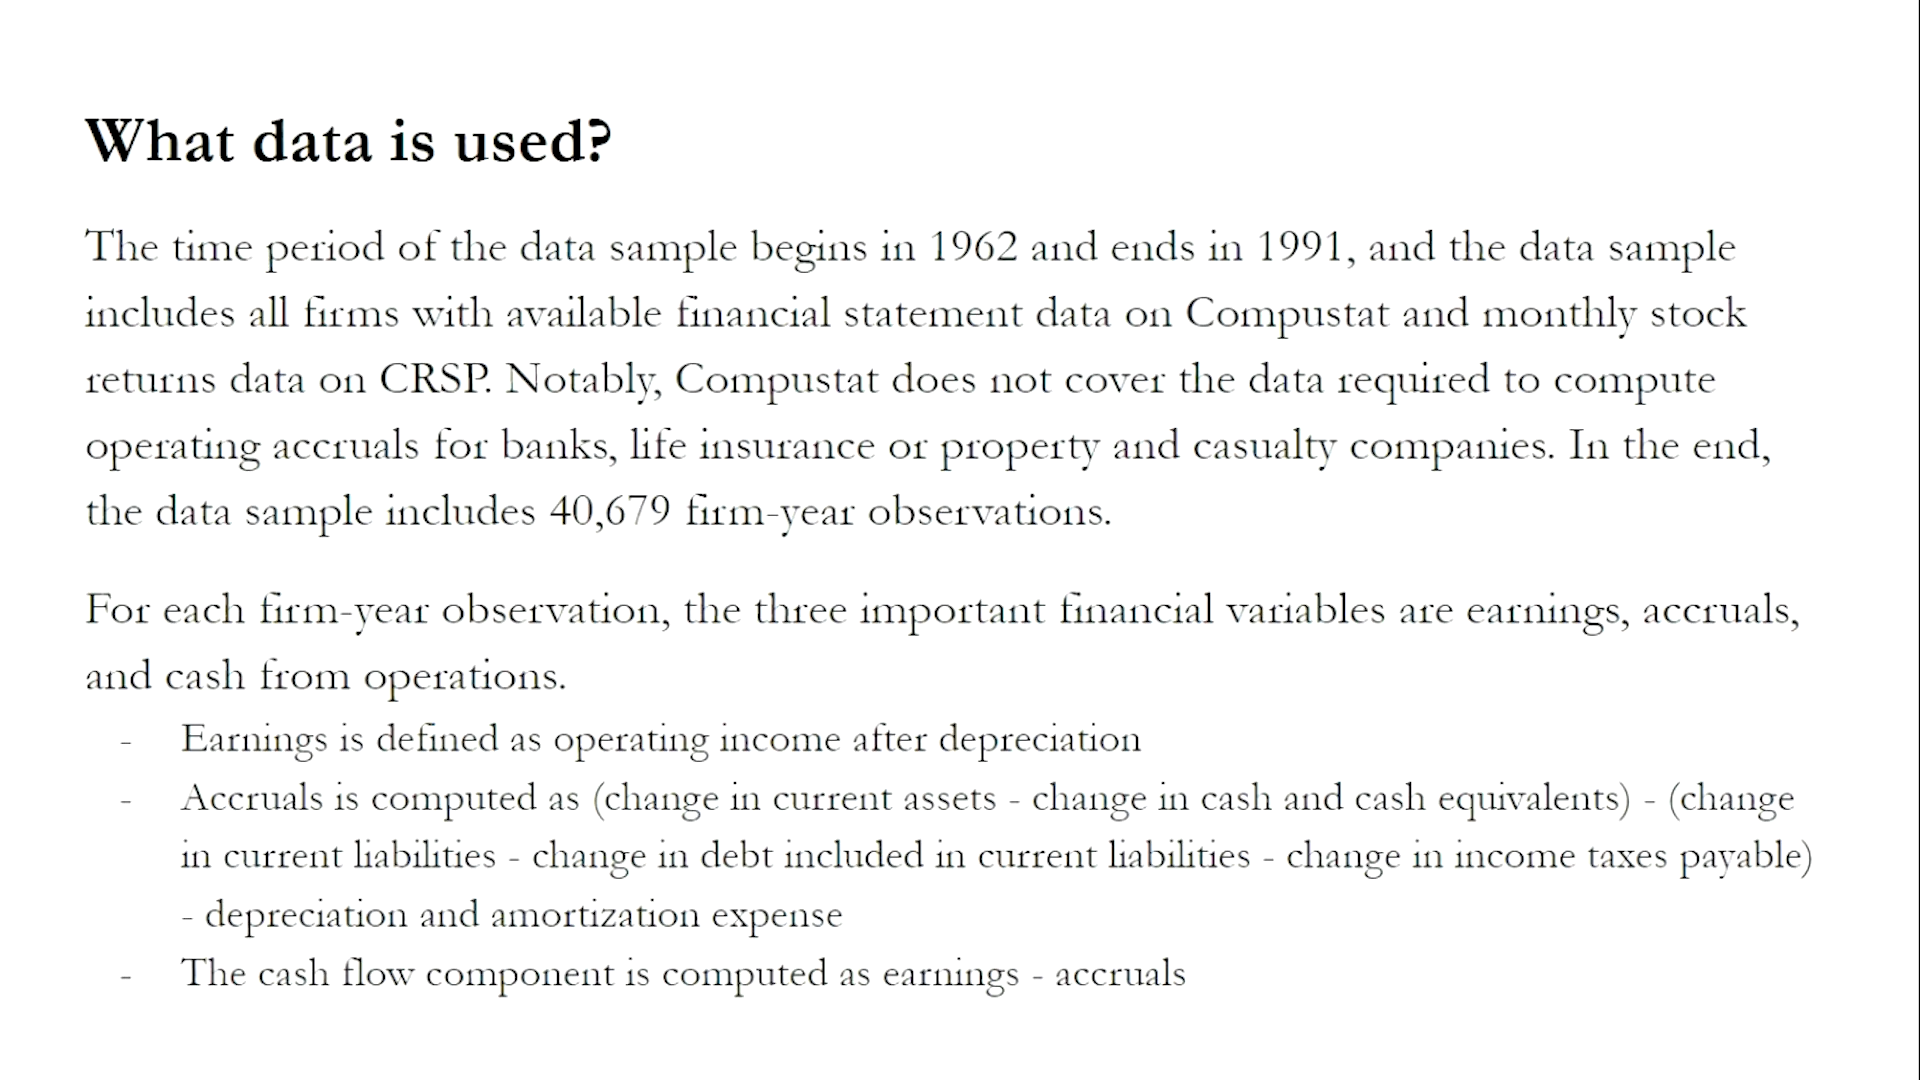 What data is used?
The time period of the data sample begins in 1962 and ends in 1991, and the data sample
includes all firms with available financial statement data on Compustat and monthly stock
returns data on CRSP. Notably, Compustat does not cover the data required to compute
operating accruals for banks, life insurance or property and casualty companies. In the end,
the data sample includes 40,679 firm-year observations.
For each firm-year observation, the three important financial variables are earnings, accruals,
and cash from operations.
- Earnings is defined as operating income after depreciation
- Accruals is computed as (change in current assets - change in cash and cash equivalents) - (change
in current liabilities - change in debt included in current liabilities - change in income taxes payable)
- depreciation and amortization expense
- The cash flow component is computed as earnings - accruals